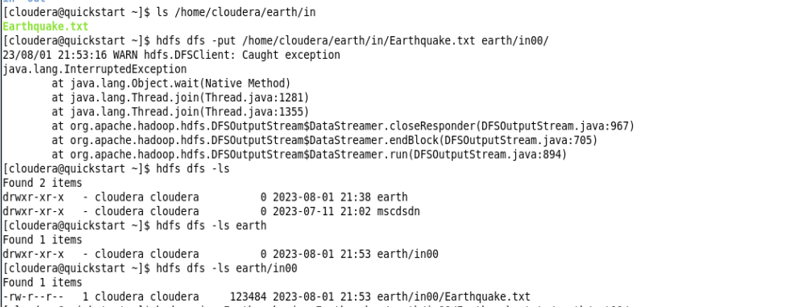 [cloudera@quickstart ~]$ ls /home/cloudera/earth/in
Earthquake.txt
[cloudera@quickstart ~]$ hdfs dfs -put /home/cloudera/earth/in/Earthquake.txt earth/in00/
23/08/01 21:53:16 WARN hdfs.DFSClient: Caught exception
java.lang.InterruptedException
        at java.lang.Object.wait(Native Method)
        at java.lang.Thread.join(Thread.java:1281)
        at java.lang.Thread.join(Thread.java:1355)
        at org.apache.hadoop.hdfs.DFSOutputStream$DataStreamer.closeResponder(DFSOutputStream.java:967)
        at org.apache.hadoop.hdfs.DFSOutputStream$DataStreamer.endBlock(DFSOutputStream.java:705)
        at org.apache.hadoop.hdfs.DFSOutputStream$DataStreamer.run(DFSOutputStream.java:894)
[cloudera@quickstart ~]$ hdfs dfs -ls
Found 2 items
drwxr-xr-x   - cloudera cloudera          0 2023-08-01 21:38 earth
drwxr-xr-x   - cloudera cloudera          0 2023-07-11 21:02 mscdsdn
[cloudera@quickstart ~]$ hdfs dfs -ls earth
Found 1 items
drwxr-xr-x   - cloudera cloudera          0 2023-08-01 21:53 earth/in00
[cloudera@quickstart ~]$ hdfs dfs -ls earth/in00
Found 1 items
-rw-r--r--   1 cloudera cloudera     123484 2023-08-01 21:53 earth/in00/Earthquake.txt